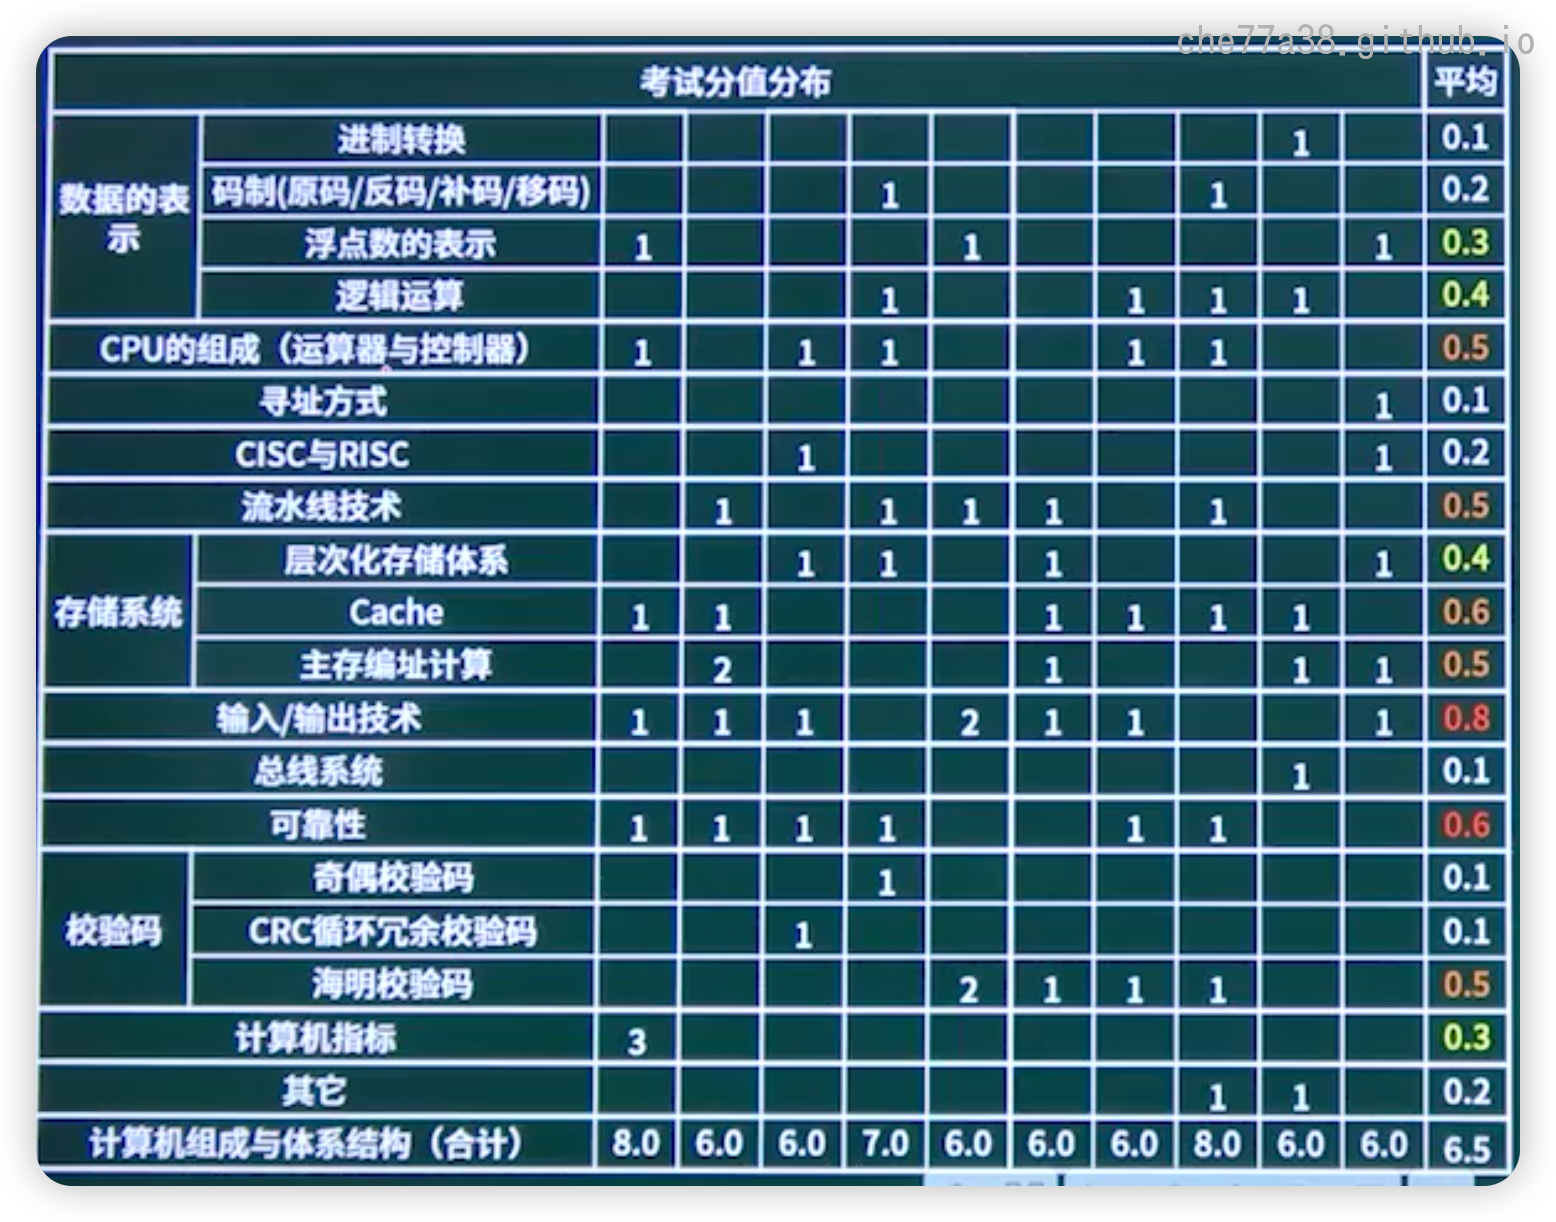 che77a38.github.io
考试分值分布 平均
数据的表示
进制转换 1 0.1
码制(原码/反码/补码/移码) 1 1 0.2
浮点数的表示 1 1 1 0.3
逻辑运算 1 1 1 1 0.4
CPU的组成（运算器与控制器） 1 1 1 1 1 0.5
寻址方式 1 0.1
CISC与RISC 1 1 0.2
流水线技术 1 1 1 1 1 0.5
存储系统
层次化存储体系 1 1 1 1 0.4
Cache 1 1 1 1 1 1 0.6
主存编址计算 2 1 1 1 0.5
输入/输出技术 1 1 1 2 1 1 1 0.8
总线系统 1 0.1
可靠性 1 1 1 1 1 1 0.6
校验码
奇偶校验码 1 0.1
CRC循环冗余校验码 1 0.1
海明校验码 2 1 1 1 0.5
计算机指标 3 0.3
其它 1 1 0.2
计算机组成与体系结构（合计） 8.0 6.0 6.0 7.0 6.0 6.0 6.0 8.0 6.0 6.0 6.5